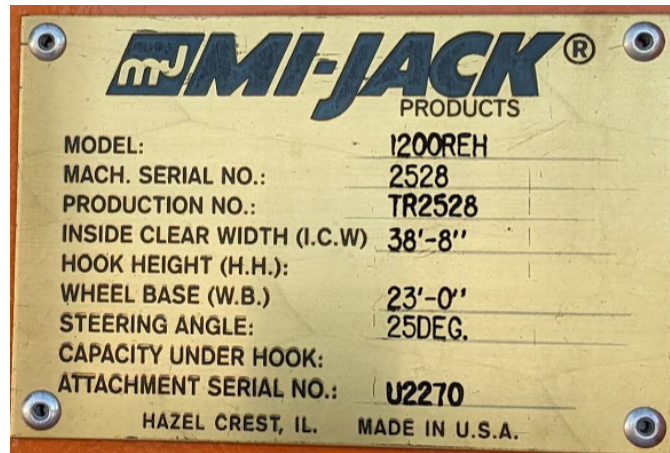 mJ MI-JACK®
PRODUCTS
MODEL: 1200REH
MACH. SERIAL NO.: 2528
PRODUCTION NO.: TR2528
INSIDE CLEAR WIDTH (I.C.W) 38'-8"
HOOK HEIGHT (H.H.):
WHEEL BASE (W.B.) 23'-0"
STEERING ANGLE: 25DEG.
CAPACITY UNDER HOOK:
ATTACHMENT SERIAL NO.: U2270
HAZEL CREST, IL. MADE IN U.S.A.